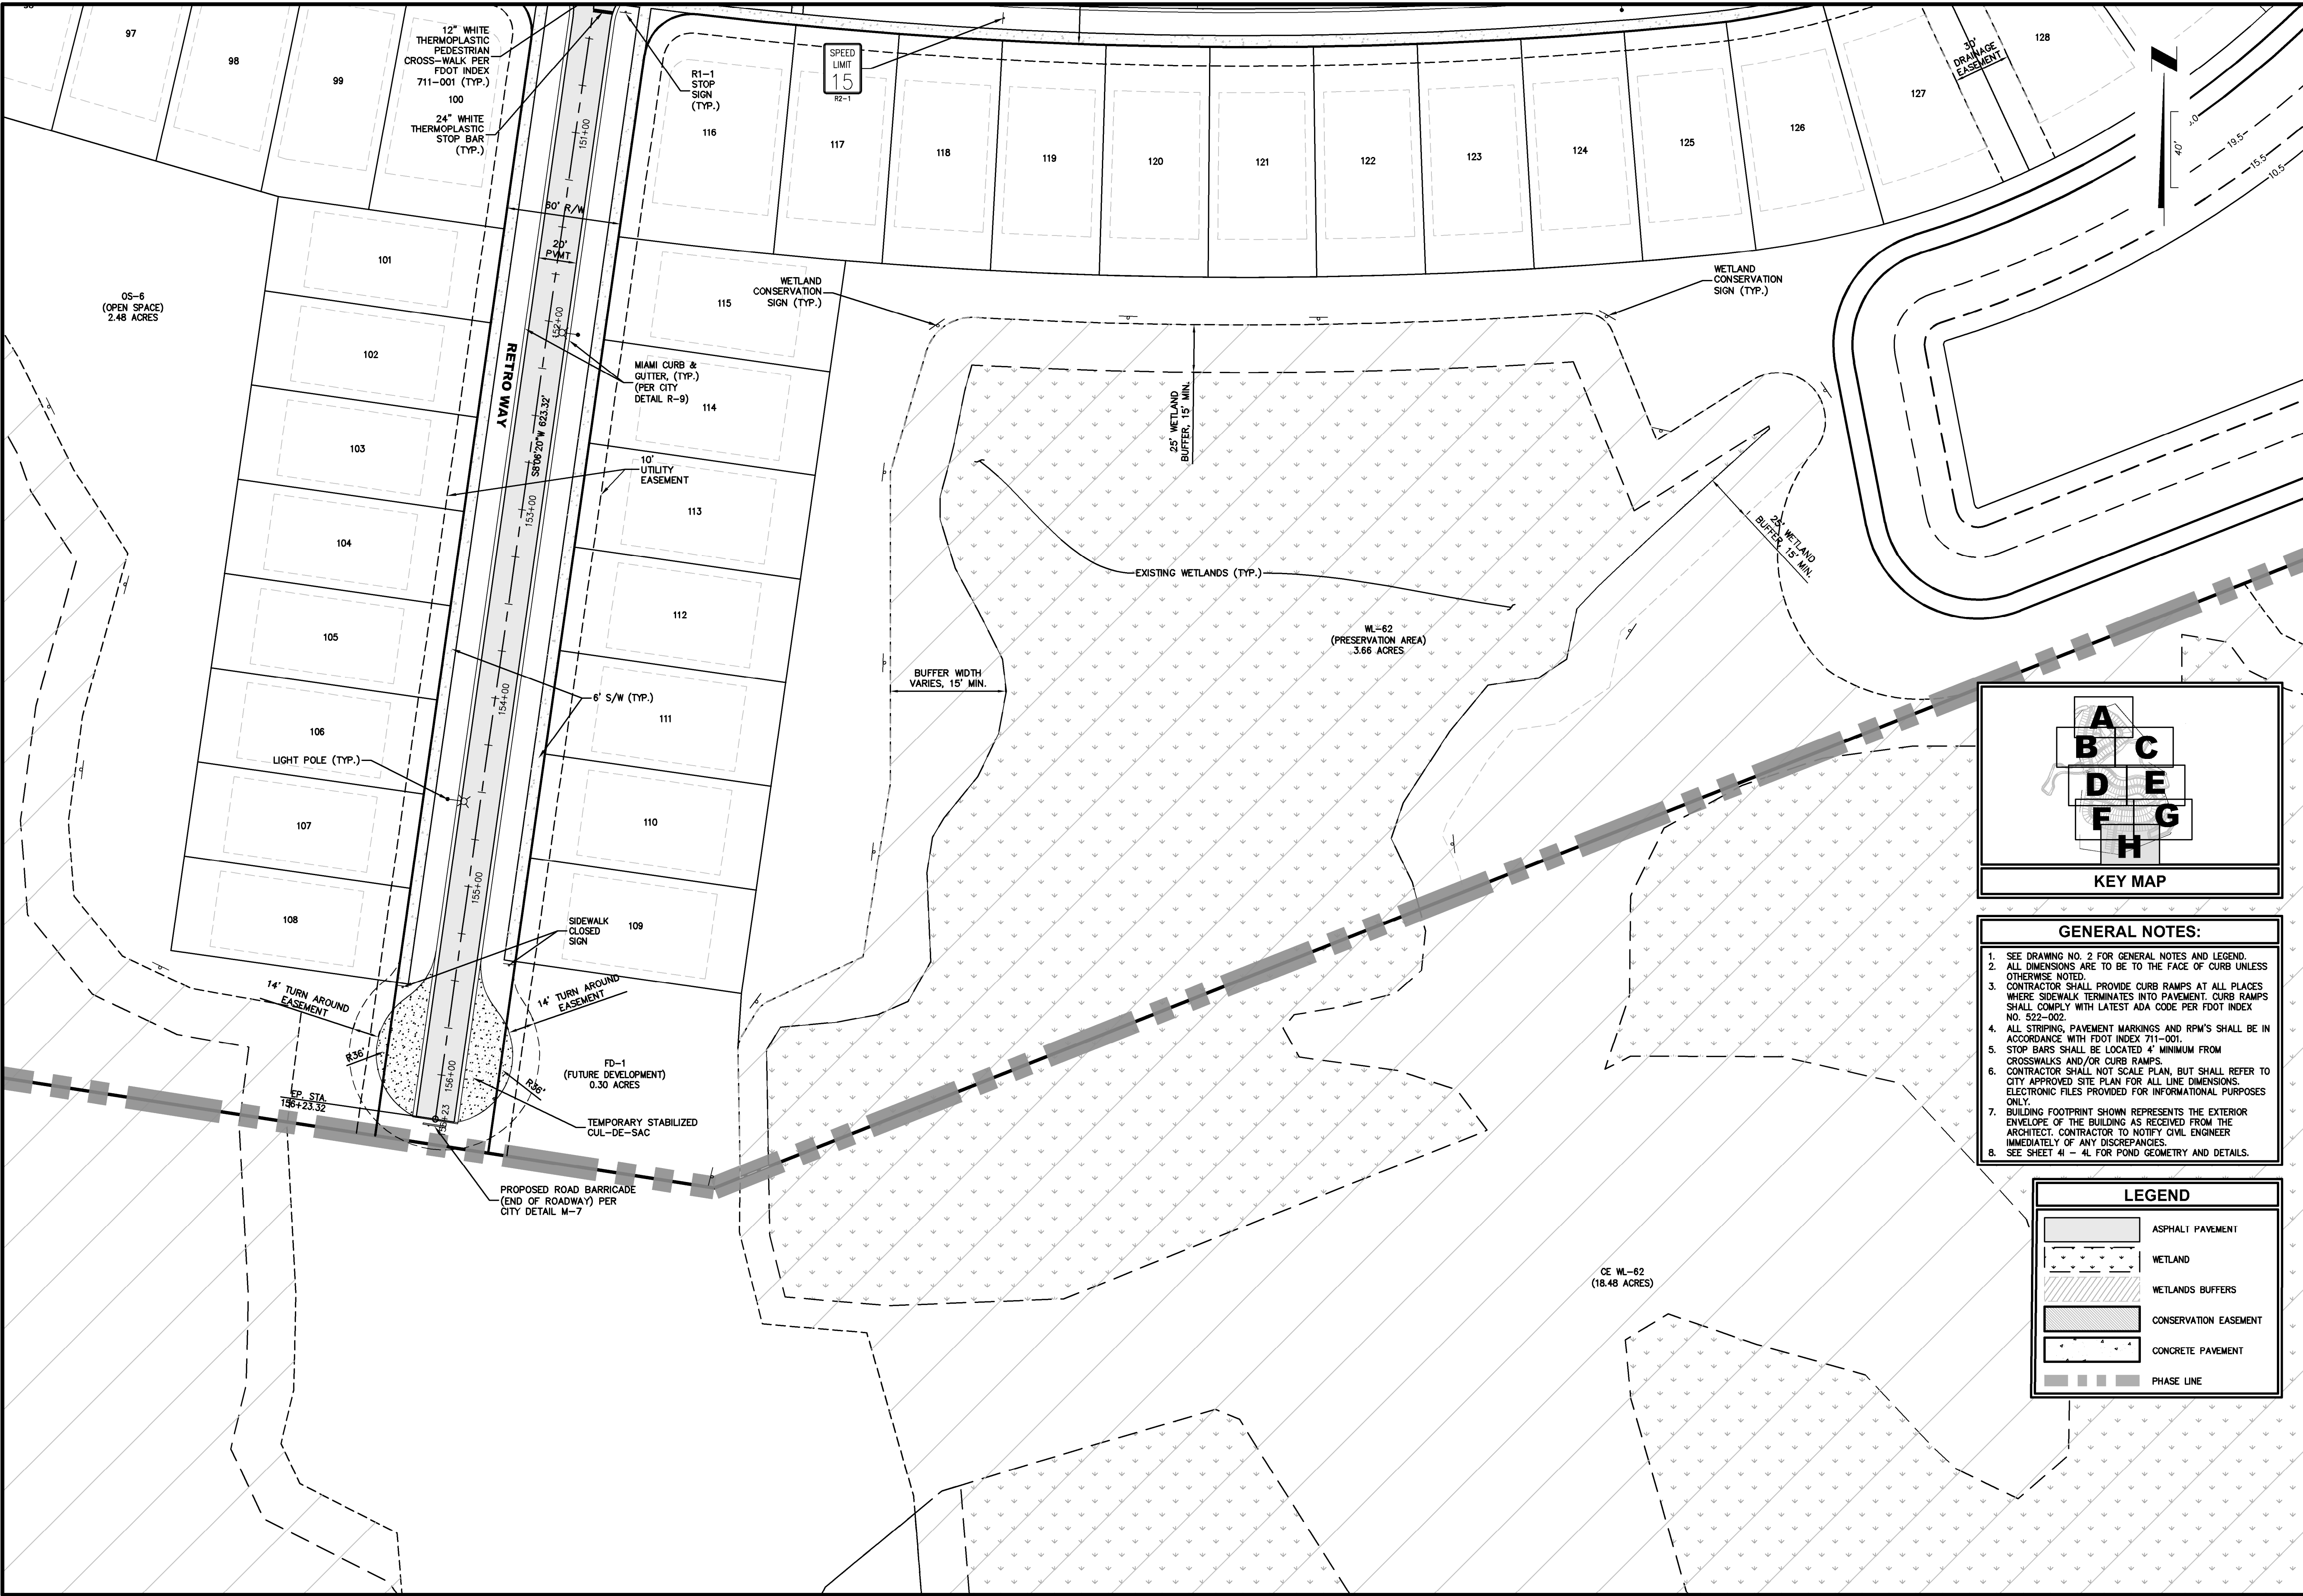 97
98
99
12" WHITE
THERMOPLASTIC
PEDESTRIAN
CROSS-WALK PER
FDOT INDEX
711-001 (TYP.)
100
24" WHITE
THERMOPLASTIC
STOP BAR
(TYP.)
151+00
R1-1
STOP
SIGN
(TYP.)
116
SPEED
LIMIT
15
R2-1
117
118
119
120
121
122
123
124
125
126
127
30'
DRAINAGE
EASEMENT
128
N
40'
19.5
15.5
10.5
OS-6
(OPEN SPACE)
2.48 ACRES
101
102
103
104
105
106
107
108
60' R/W
20'
PVMT
152+00
RETRO WAY
S8°06'20"W 623.32'
153+00
154+00
155+00
156+00
115
114
113
112
111
110
109
WETLAND
CONSERVATION
SIGN (TYP.)
WETLAND
CONSERVATION
SIGN (TYP.)
MIAMI CURB &
GUTTER, (TYP.)
(PER CITY
DETAIL R-9)
10'
UTILITY
EASEMENT
25' WETLAND
BUFFER, 15' MIN.
25' WETLAND
BUFFER, 15' MIN.
EXISTING WETLANDS (TYP.)
WL-62
(PRESERVATION AREA)
3.66 ACRES
BUFFER WIDTH
VARIES, 15' MIN.
6' S/W (TYP.)
LIGHT POLE (TYP.)
SIDEWALK
CLOSED
SIGN
14' TURN AROUND
EASEMENT
14' TURN AROUND
EASEMENT
R36'
R36'
FD-1
(FUTURE DEVELOPMENT)
0.30 ACRES
EP. STA.
156+23.32
TEMPORARY STABILIZED
CUL-DE-SAC
PROPOSED ROAD BARRICADE
(END OF ROADWAY) PER
CITY DETAIL M-7
CE WL-62
(18.48 ACRES)
A
B
C
D
E
F
G
H
KEY MAP
GENERAL NOTES:
1. SEE DRAWING NO. 2 FOR GENERAL NOTES AND LEGEND.
2. ALL DIMENSIONS ARE TO BE TO THE FACE OF CURB UNLESS
OTHERWISE NOTED.
3. CONTRACTOR SHALL PROVIDE CURB RAMPS AT ALL PLACES
WHERE SIDEWALK TERMINATES INTO PAVEMENT. CURB RAMPS
SHALL COMPLY WITH LATEST ADA CODE PER FDOT INDEX
NO. 522-002.
4. ALL STRIPING, PAVEMENT MARKINGS AND RPM'S SHALL BE IN
ACCORDANCE WITH FDOT INDEX 711-001.
5. STOP BARS SHALL BE LOCATED 4' MINIMUM FROM
CROSSWALKS AND/OR CURB RAMPS.
6. CONTRACTOR SHALL NOT SCALE PLAN, BUT SHALL REFER TO
CITY APPROVED SITE PLAN FOR ALL LINE DIMENSIONS.
ELECTRONIC FILES PROVIDED FOR INFORMATIONAL PURPOSES
ONLY.
7. BUILDING FOOTPRINT SHOWN REPRESENTS THE EXTERIOR
ENVELOPE OF THE BUILDING AS RECEIVED FROM THE
ARCHITECT. CONTRACTOR TO NOTIFY CIVIL ENGINEER
IMMEDIATELY OF ANY DISCREPANCIES.
8. SEE SHEET 4I - 4L FOR POND GEOMETRY AND DETAILS.
LEGEND
ASPHALT PAVEMENT
WETLAND
WETLANDS BUFFERS
CONSERVATION EASEMENT
CONCRETE PAVEMENT
PHASE LINE